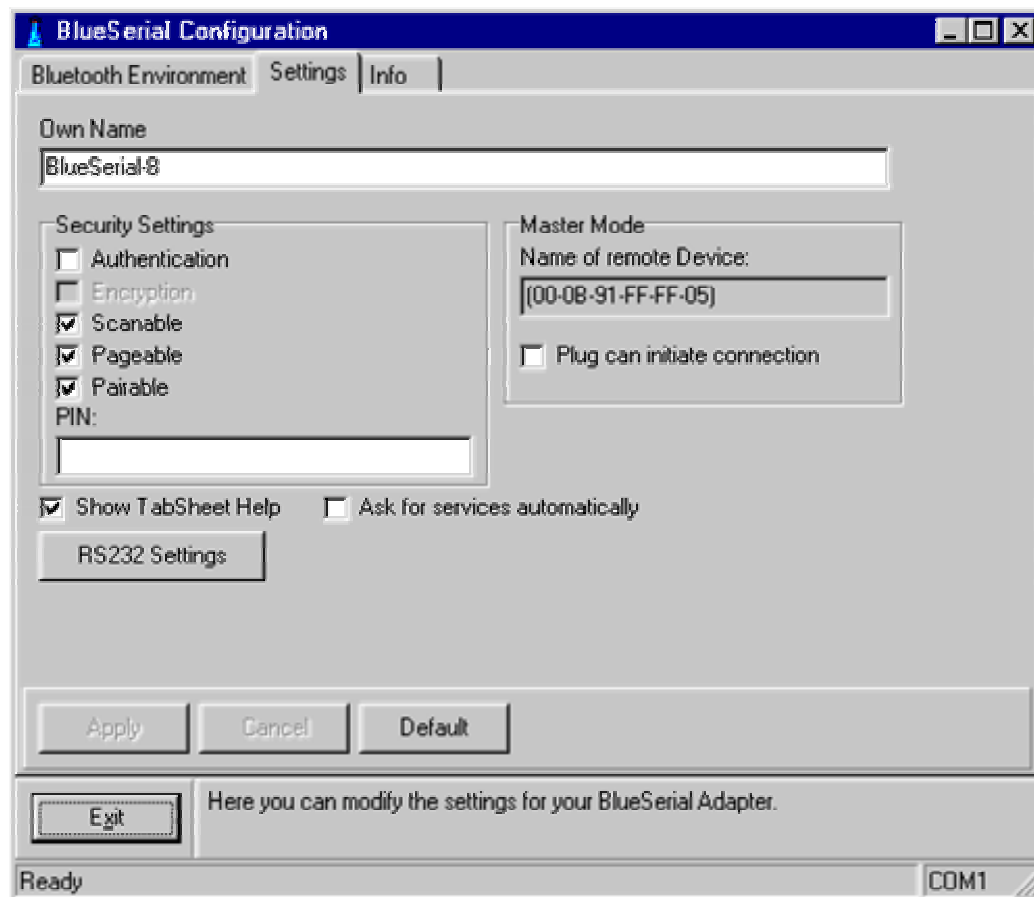 BlueSerial Configuration
Bluetooth Environment Settings Info
Own Name
BlueSerial-8
Security Settings
Authentication
Encryption
Scanable
Pageable
Pairable
PIN:
Master Mode
Name of remote Device:
(00-0B-91-FF-FF-05)
Plug can initiate connection
Show TabSheet Help Ask for services automatically
RS232 Settings
Apply Cancel Default
Exit
Here you can modify the settings for your BlueSerial Adapter.
Ready COM1